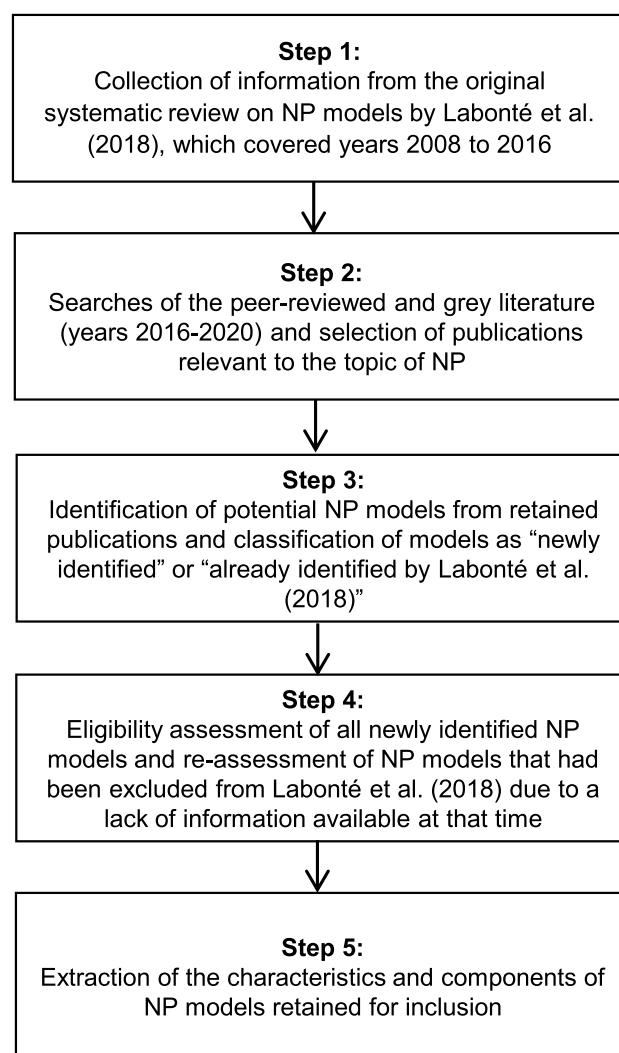 Step 1:
Collection of information from the original
systematic review on NP models by Labonté et al.
(2018), which covered years 2008 to 2016
Step 2:
Searches of the peer-reviewed and grey literature
(years 2016-2020) and selection of publications
relevant to the topic of NP
Step 3:
Identification of potential NP models from retained
publications and classification of models as “newly
identified” or “already identified by Labonté et al.
(2018)”
Step 4:
Eligibility assessment of all newly identified NP
models and re-assessment of NP models that had
been excluded from Labonté et al. (2018) due to a
lack of information available at that time
Step 5:
Extraction of the characteristics and components of
NP models retained for inclusion